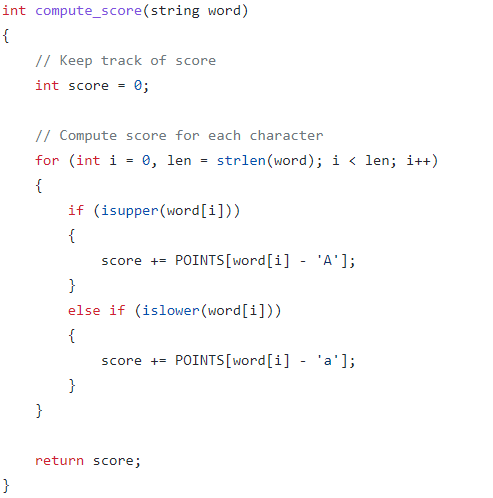 int compute_score(string word)
{
    // Keep track of score
    int score = 0;

    // Compute score for each character
    for (int i = 0, len = strlen(word); i < len; i++)
    {
        if (isupper(word[i]))
        {
            score += POINTS[word[i] - 'A'];
        }
        else if (islower(word[i]))
        {
            score += POINTS[word[i] - 'a'];
        }
    }

    return score;
}